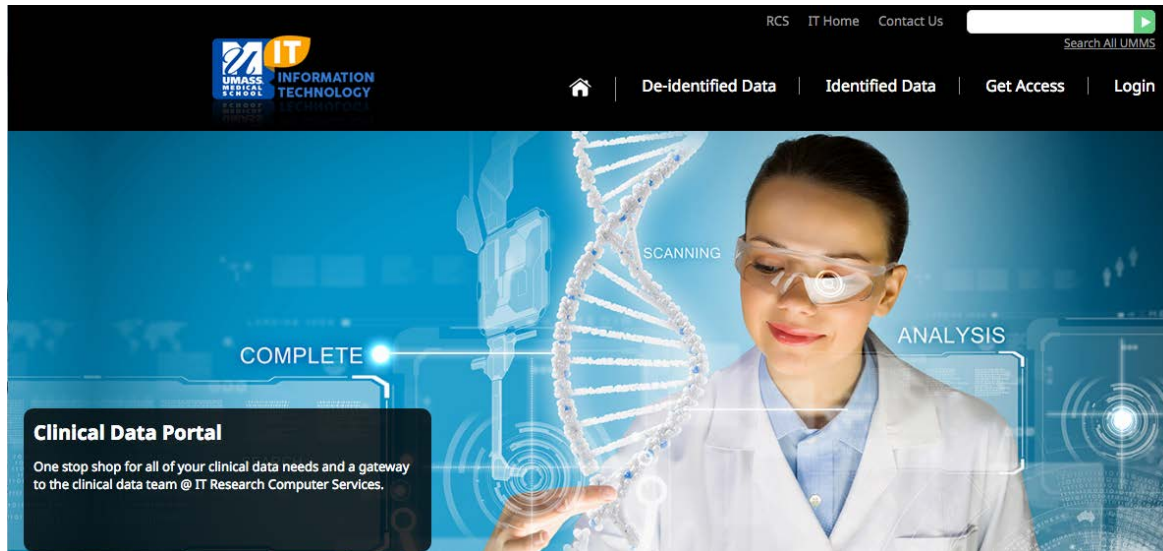 RCS IT Home Contact Us
Search All UMMS
UMASS
MEDICAL
SCHOOL
IT
INFORMATION
TECHNOLOGY
De-identified Data Identified Data Get Access Login
SCANNING
ANALYSIS
COMPLETE
Clinical Data Portal
One stop shop for all of your clinical data needs and a gateway
to the clinical data team @ IT Research Computer Services.